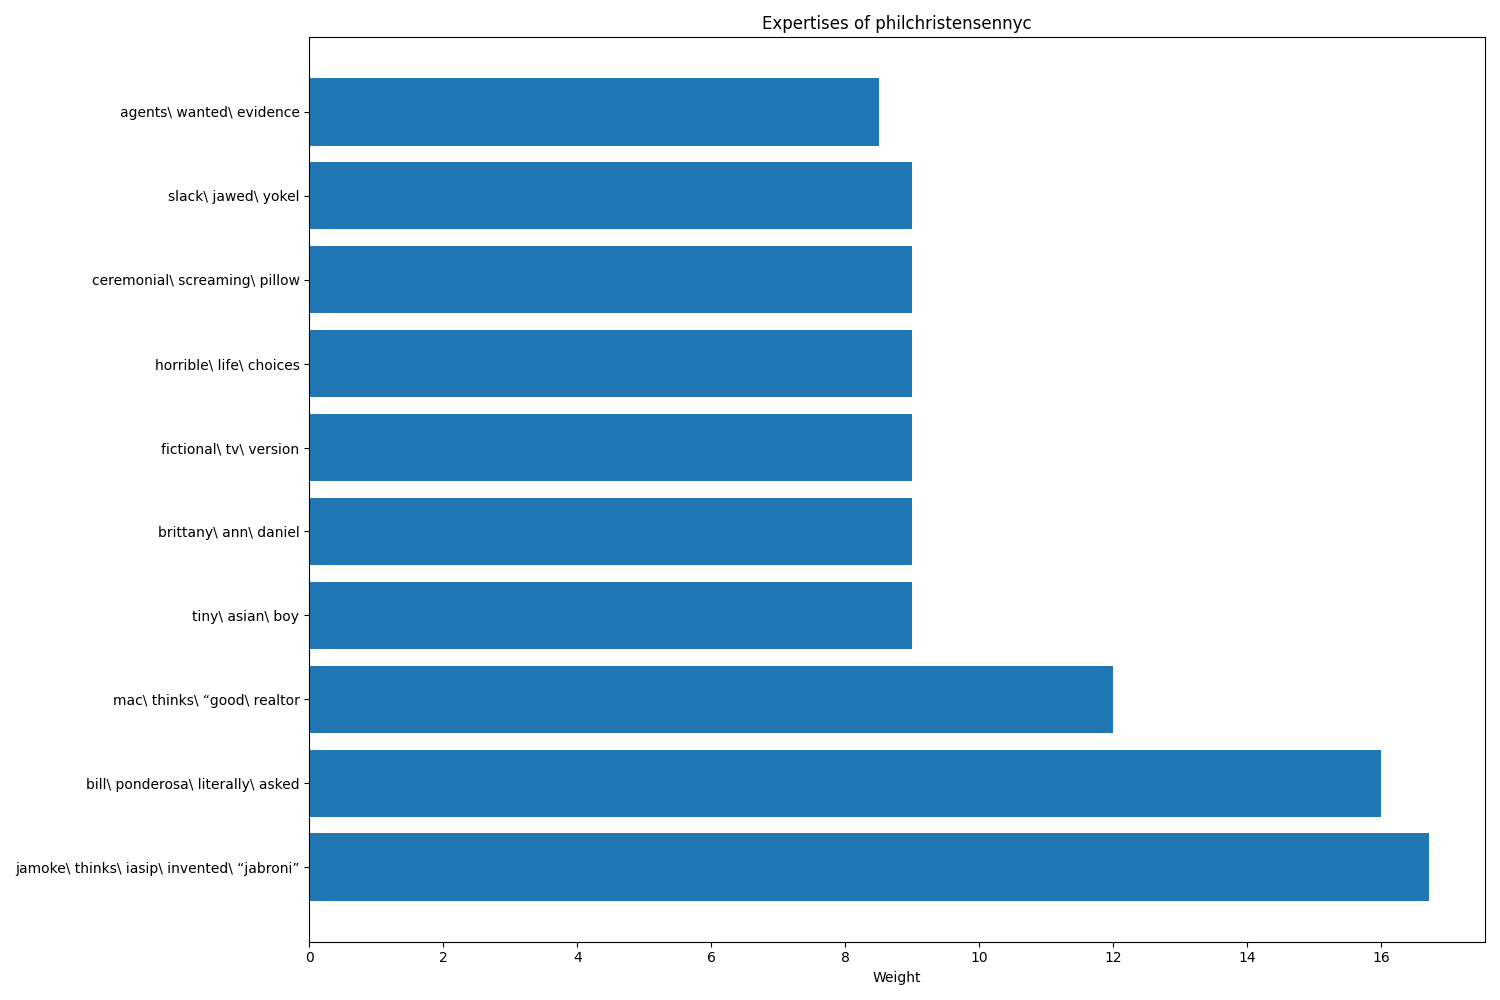 Expertises of philchristensennyc
agents\ wanted\ evidence
slack\ jawed\ yokel
ceremonial\ screaming\ pillow
horrible\ life\ choices
fictional\ tv\ version
brittany\ ann\ daniel
tiny\ asian\ boy
mac\ thinks\ “good\ realtor
bill\ ponderosa\ literally\ asked
jamoke\ thinks\ iasip\ invented\ “jabroni”
0 2 4 6 8 10 12 14 16
Weight